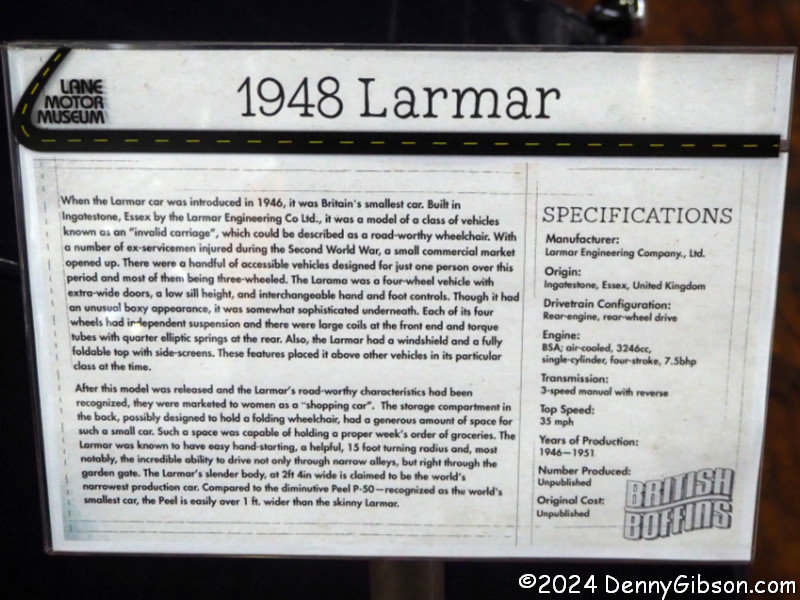 LANE
MOTOR
MUSEUM
1948 Larmar
When the Larmar car was introduced in 1946, it was Britain's smallest car. Built in
Ingatestone, Essex by the Larmar Engineering Co Ltd., it was a model of a class of vehicles
known as an "invalid carriage", which could be described as a road-worthy wheelchair. With
a number of ex-servicemen injured during the Second World War, a small commercial market
opened up. There were a handful of accessible vehicles designed for just one person over this
period and most of them being three-wheeled. The Larama was a four-wheel vehicle with
extra-wide doors, a low sill height, and interchangeable hand and foot controls. Though it had
an unusual boxy appearance, it was somewhat sophisticated underneath. Each of its four
wheels had independent suspension and there were large coils at the front end and torque
tubes with quarter elliptic springs at the rear. Also, the Larmar had a windshield and a fully
foldable top with side-screens. These features placed it above other vehicles in its particular
class at the time.
After this model was released and the Larmar's road-worthy characteristics had been
recognized, they were marketed to women as a "shopping car". The storage compartment in
the back, possibly designed to hold a folding wheelchair, had a generous amount of space for
such a small car. Such a space was capable of holding a proper week's order of groceries. The
Larmar was known to have easy hand-starting, a helpful, 15 foot turning radius and, most
notably, the incredible ability to drive not only through narrow alleys, but right through the
garden gate. The Larmar's slender body, at 2ft 4in wide is claimed to be the world's
narrowest production car. Compared to the diminutive Peel P-50—recognized as the world's
smallest car, the Peel is easily over 1 ft. wider than the skinny Larmar.
SPECIFICATIONS
Manufacturer:
Larmar Engineering Company., Ltd.
Origin:
Ingatestone, Essex, United Kingdom
Drivetrain Configuration:
Rear-engine, rear-wheel drive
Engine:
BSA; air-cooled, 3246cc,
single-cylinder, four-stroke, 7.5bhp
Transmission:
3-speed manual with reverse
Top Speed:
35 mph
Years of Production:
1946—1951
Number Produced:
Unpublished
Original Cost:
Unpublished
BRITISH
BOFFINS
©2024 DennyGibson.com